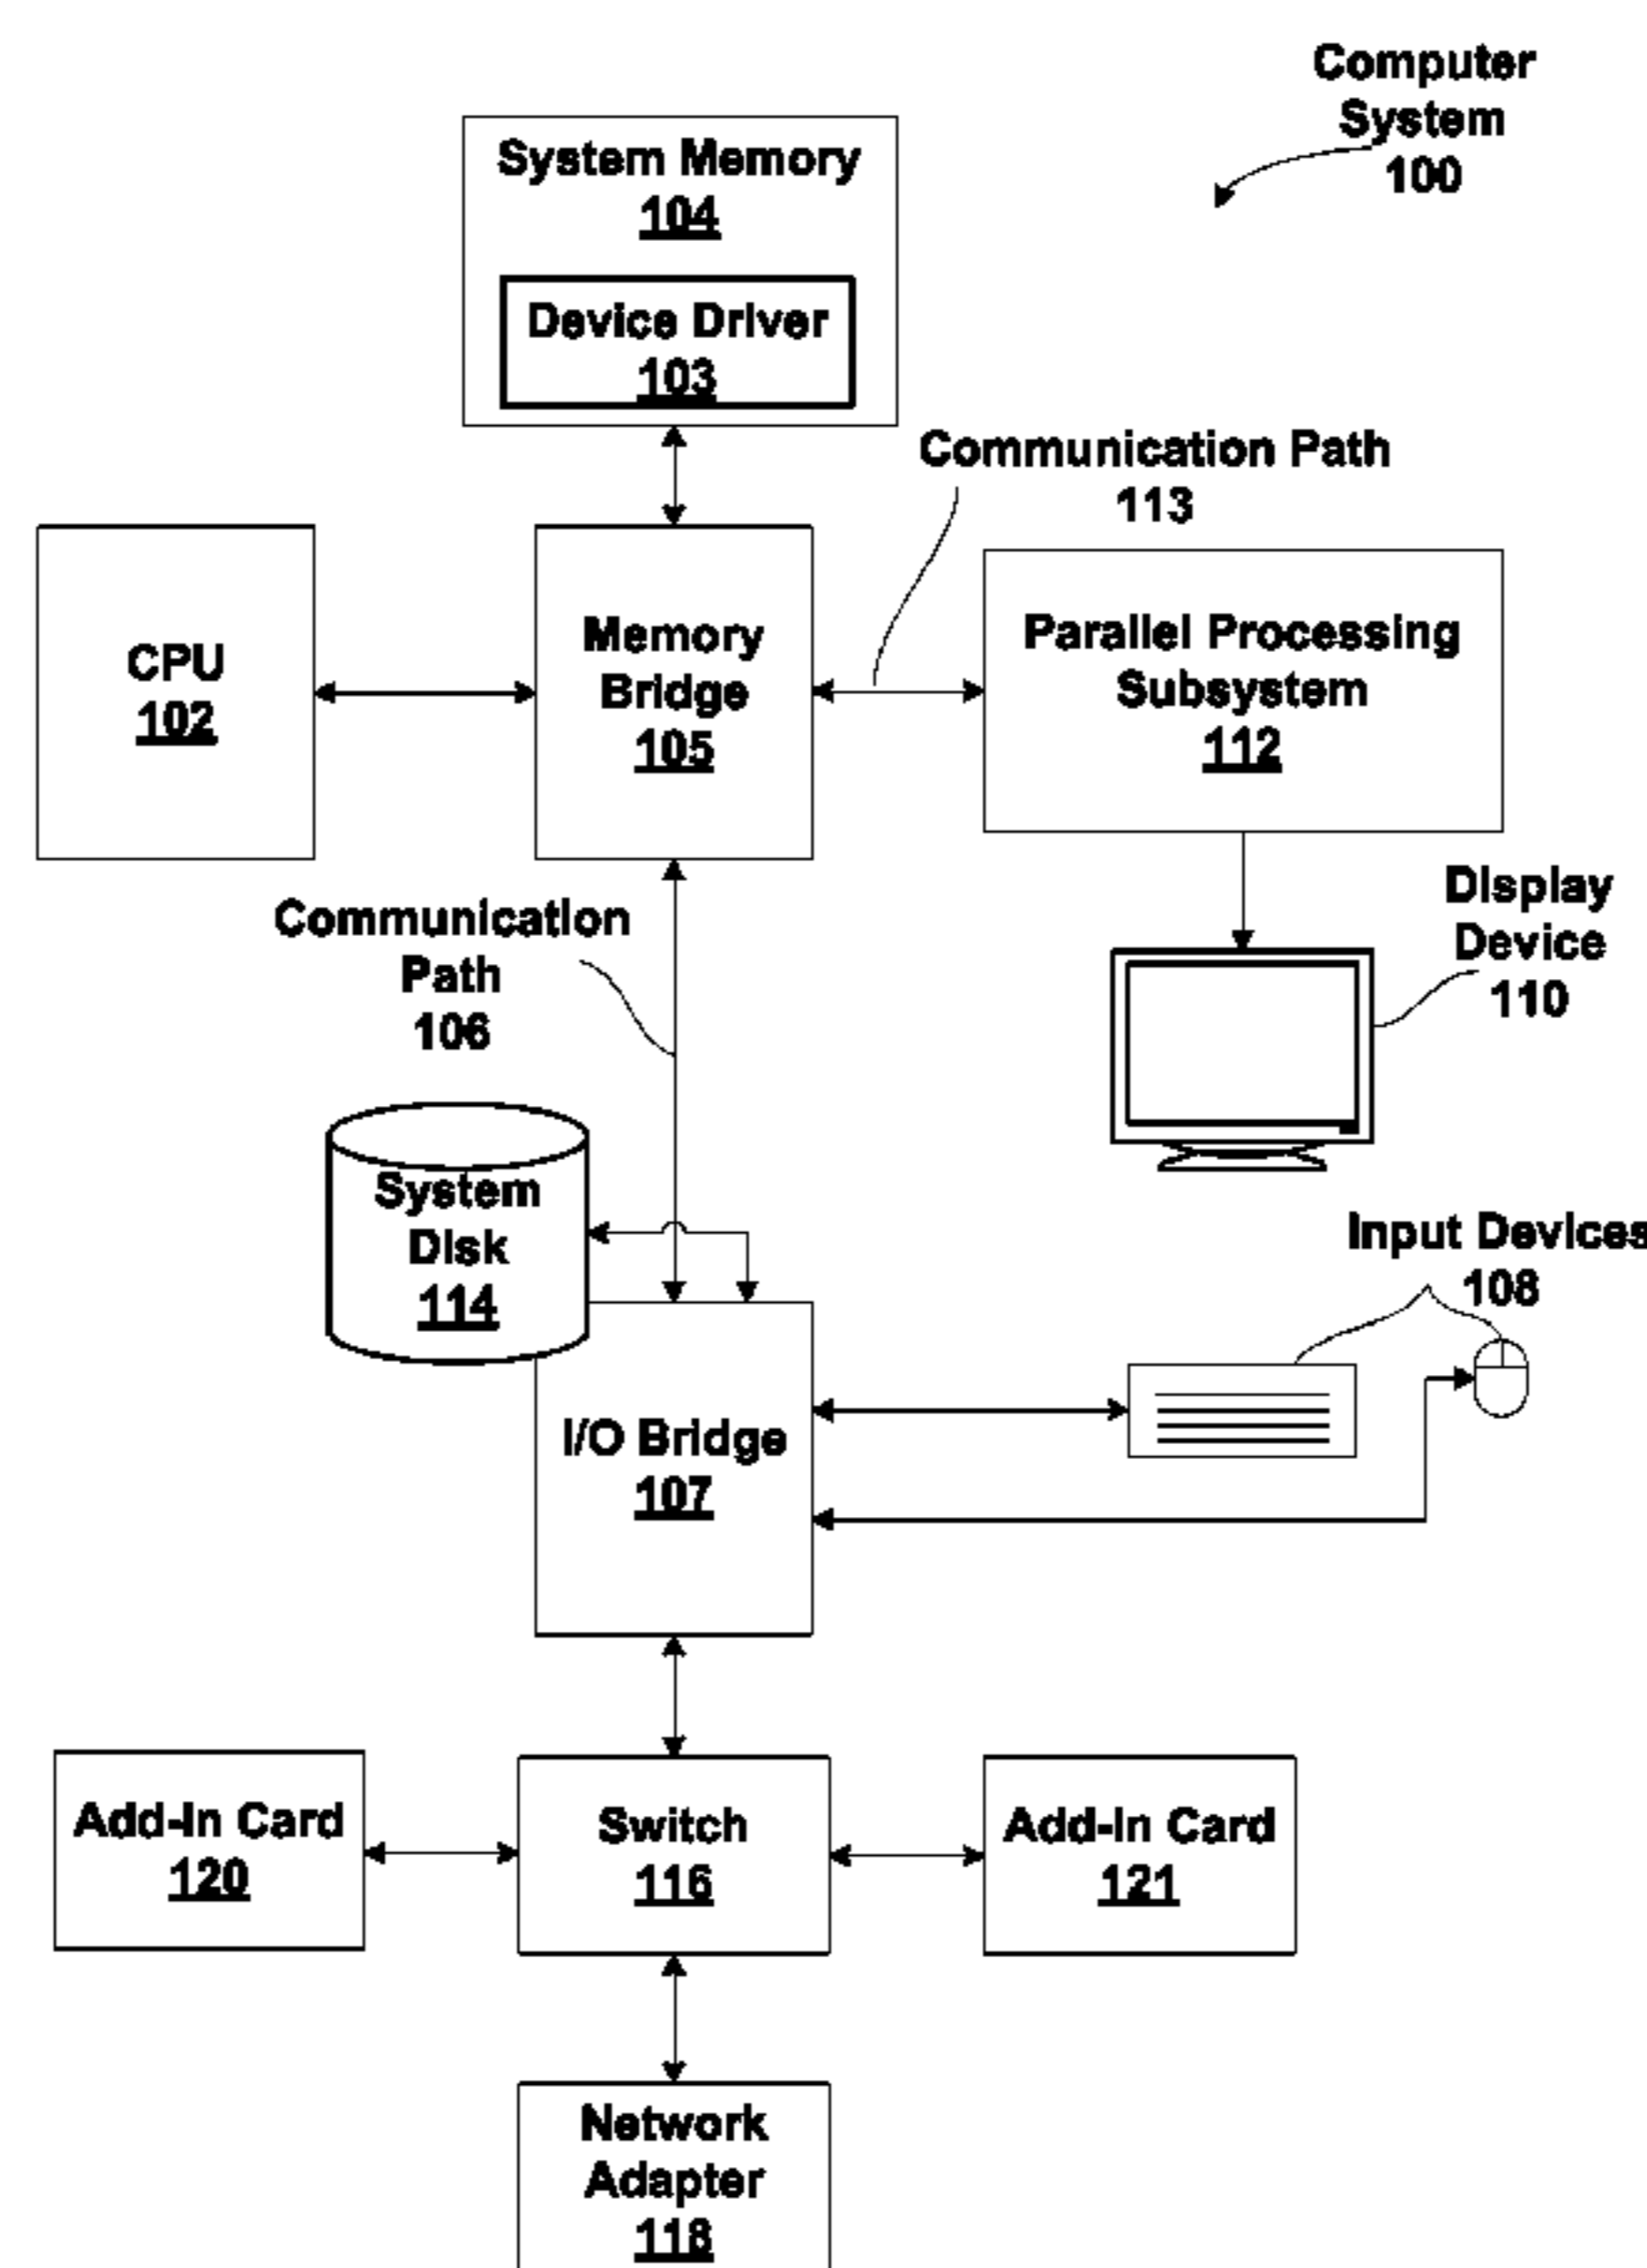 Computer
System
100
System Memory
104
Device Driver
103
Communication Path
113
CPU
102
Memory
Bridge
105
Parallel Processing
Subsystem
112
Communication
Path
106
Display
Device
110
System
Disk
114
Input Devices
108
I/O Bridge
107
Add-In Card
120
Switch
116
Add-In Card
121
Network
Adapter
118